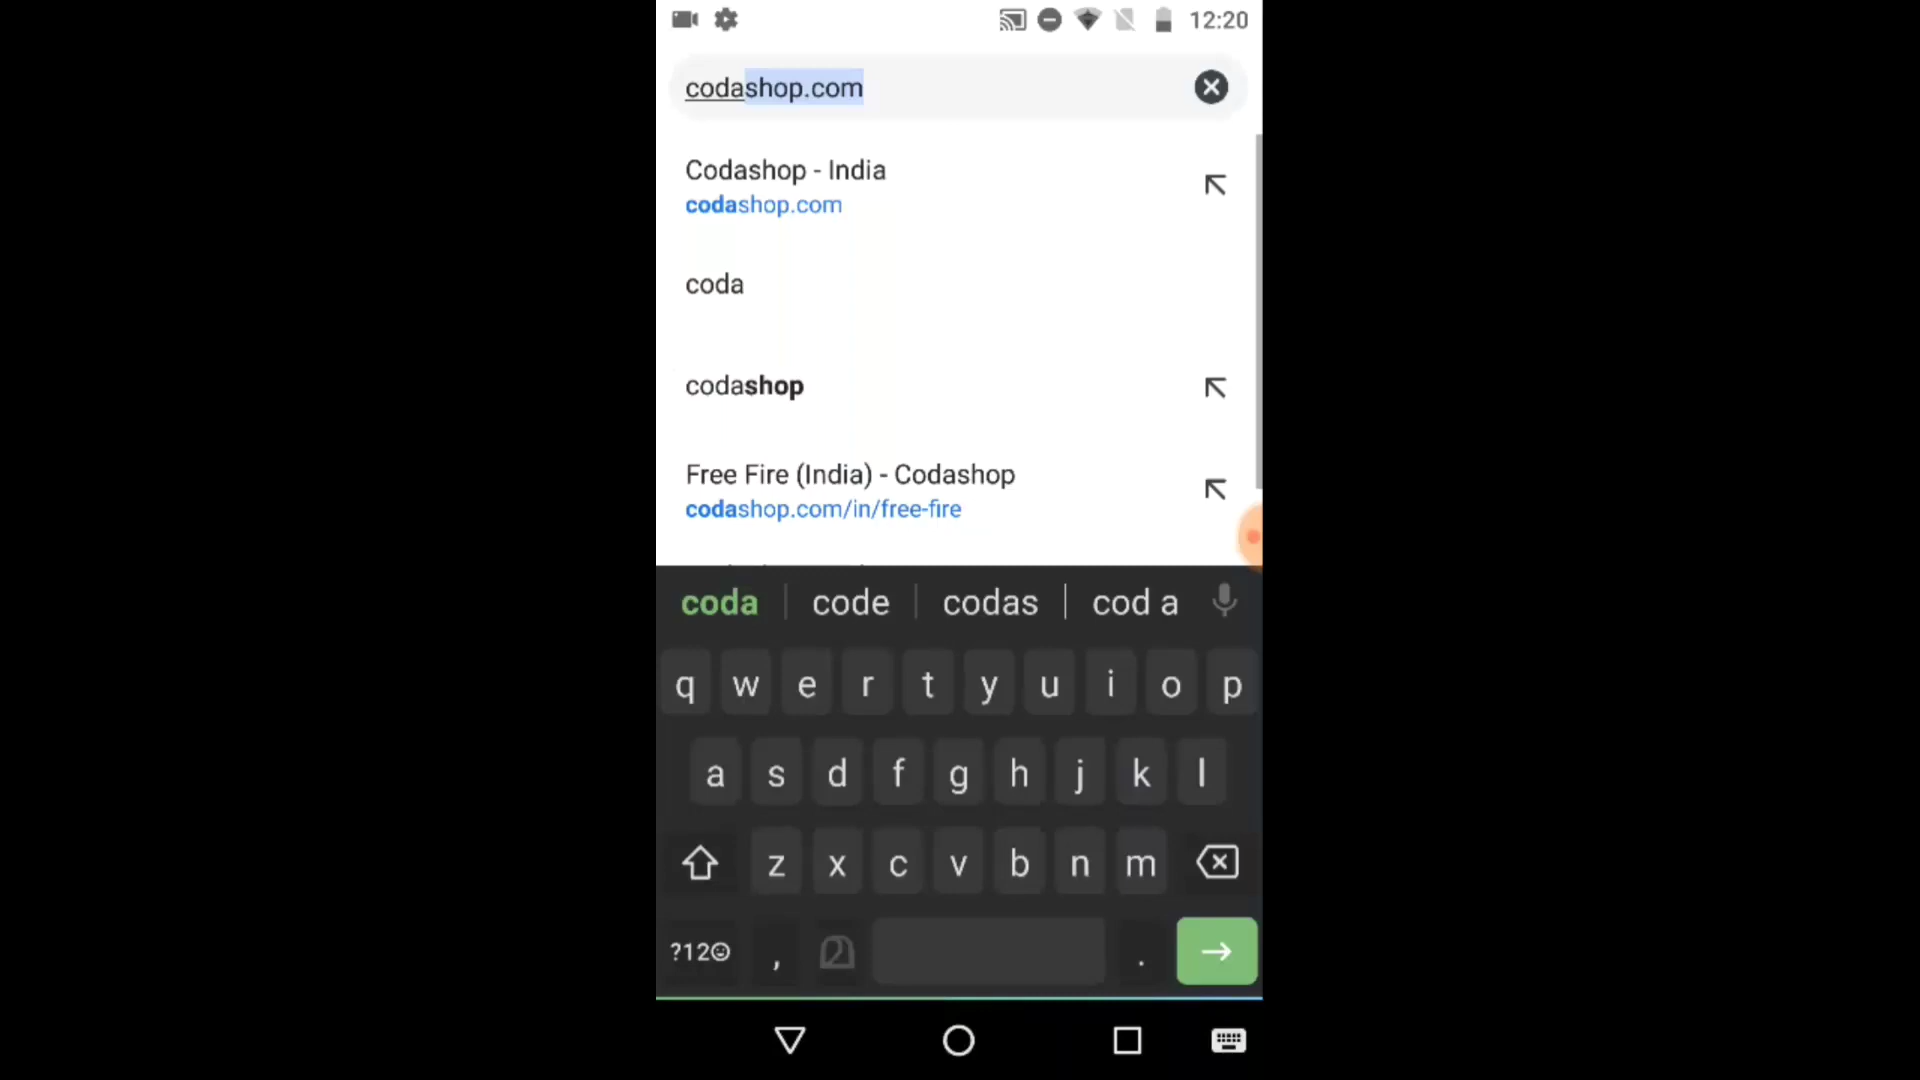 12:20
codashop.com
Codashop - India
codashop.com
coda
codashop
Free Fire (India) - Codashop
codashop.com/in/free-fire
coda code codas cod a
q w e r t y u i o p
a s d f g h j k l
z x c v b n m
?12☺ , .